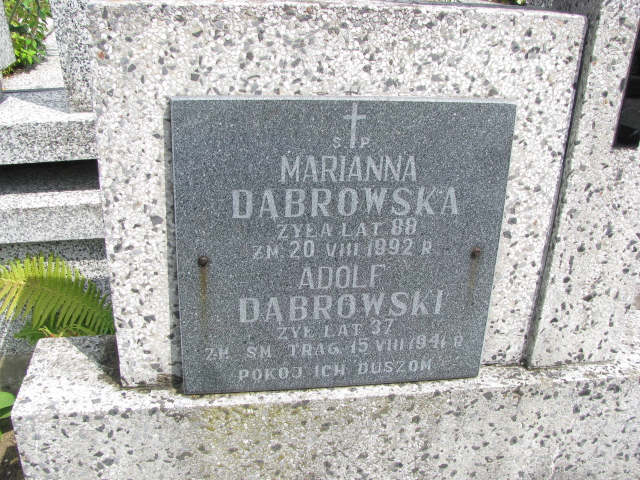 Ś P
MARIANNA
DĄBROWSKA
ŻYŁA LAT 88
ZM. 20 VIII 1992 R
ADOLF
DĄBROWSKI
ŻYŁ LAT 37
ZM. ŚM. TRAG. 15 VIII 1941 R
POKÓJ ICH DUSZOM